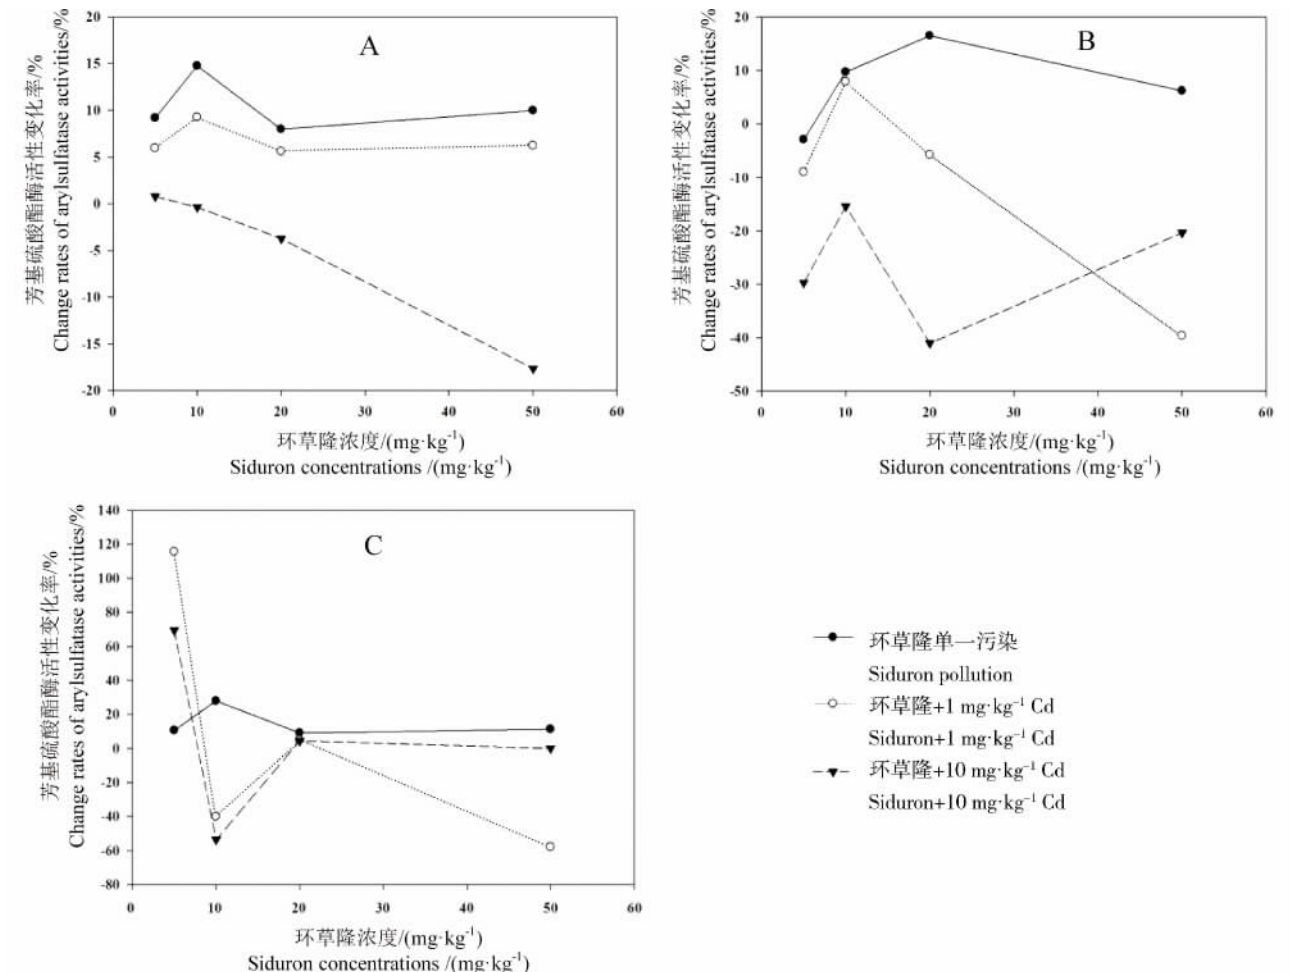 A
芳基硫酸酯酶活性变化率/%
Change rates of arylsulfatase activities/%
20
15
10
5
0
-5
-10
-15
-20
0 10 20 30 40 50 60
环草隆浓度/(mg·kg⁻¹)
Siduron concentrations /(mg·kg⁻¹)
B
芳基硫酸酯酶活性变化率/%
Change rates of arylsulfatase activities/%
20
10
0
-10
-20
-30
-40
-50
0 10 20 30 40 50 60
环草隆浓度/(mg·kg⁻¹)
Siduron concentrations /(mg·kg⁻¹)
C
芳基硫酸酯酶活性变化率/%
Change rates of arylsulfatase activities/%
140
120
100
80
60
40
20
0
-20
-40
-60
-80
0 10 20 30 40 50 60
环草隆浓度/(mg·kg⁻¹)
Siduron concentrations /(mg·kg⁻¹)
环草隆单一污染
Siduron pollution
环草隆+1 mg·kg⁻¹ Cd
Siduron+1 mg·kg⁻¹ Cd
环草隆+10 mg·kg⁻¹ Cd
Siduron+10 mg·kg⁻¹ Cd